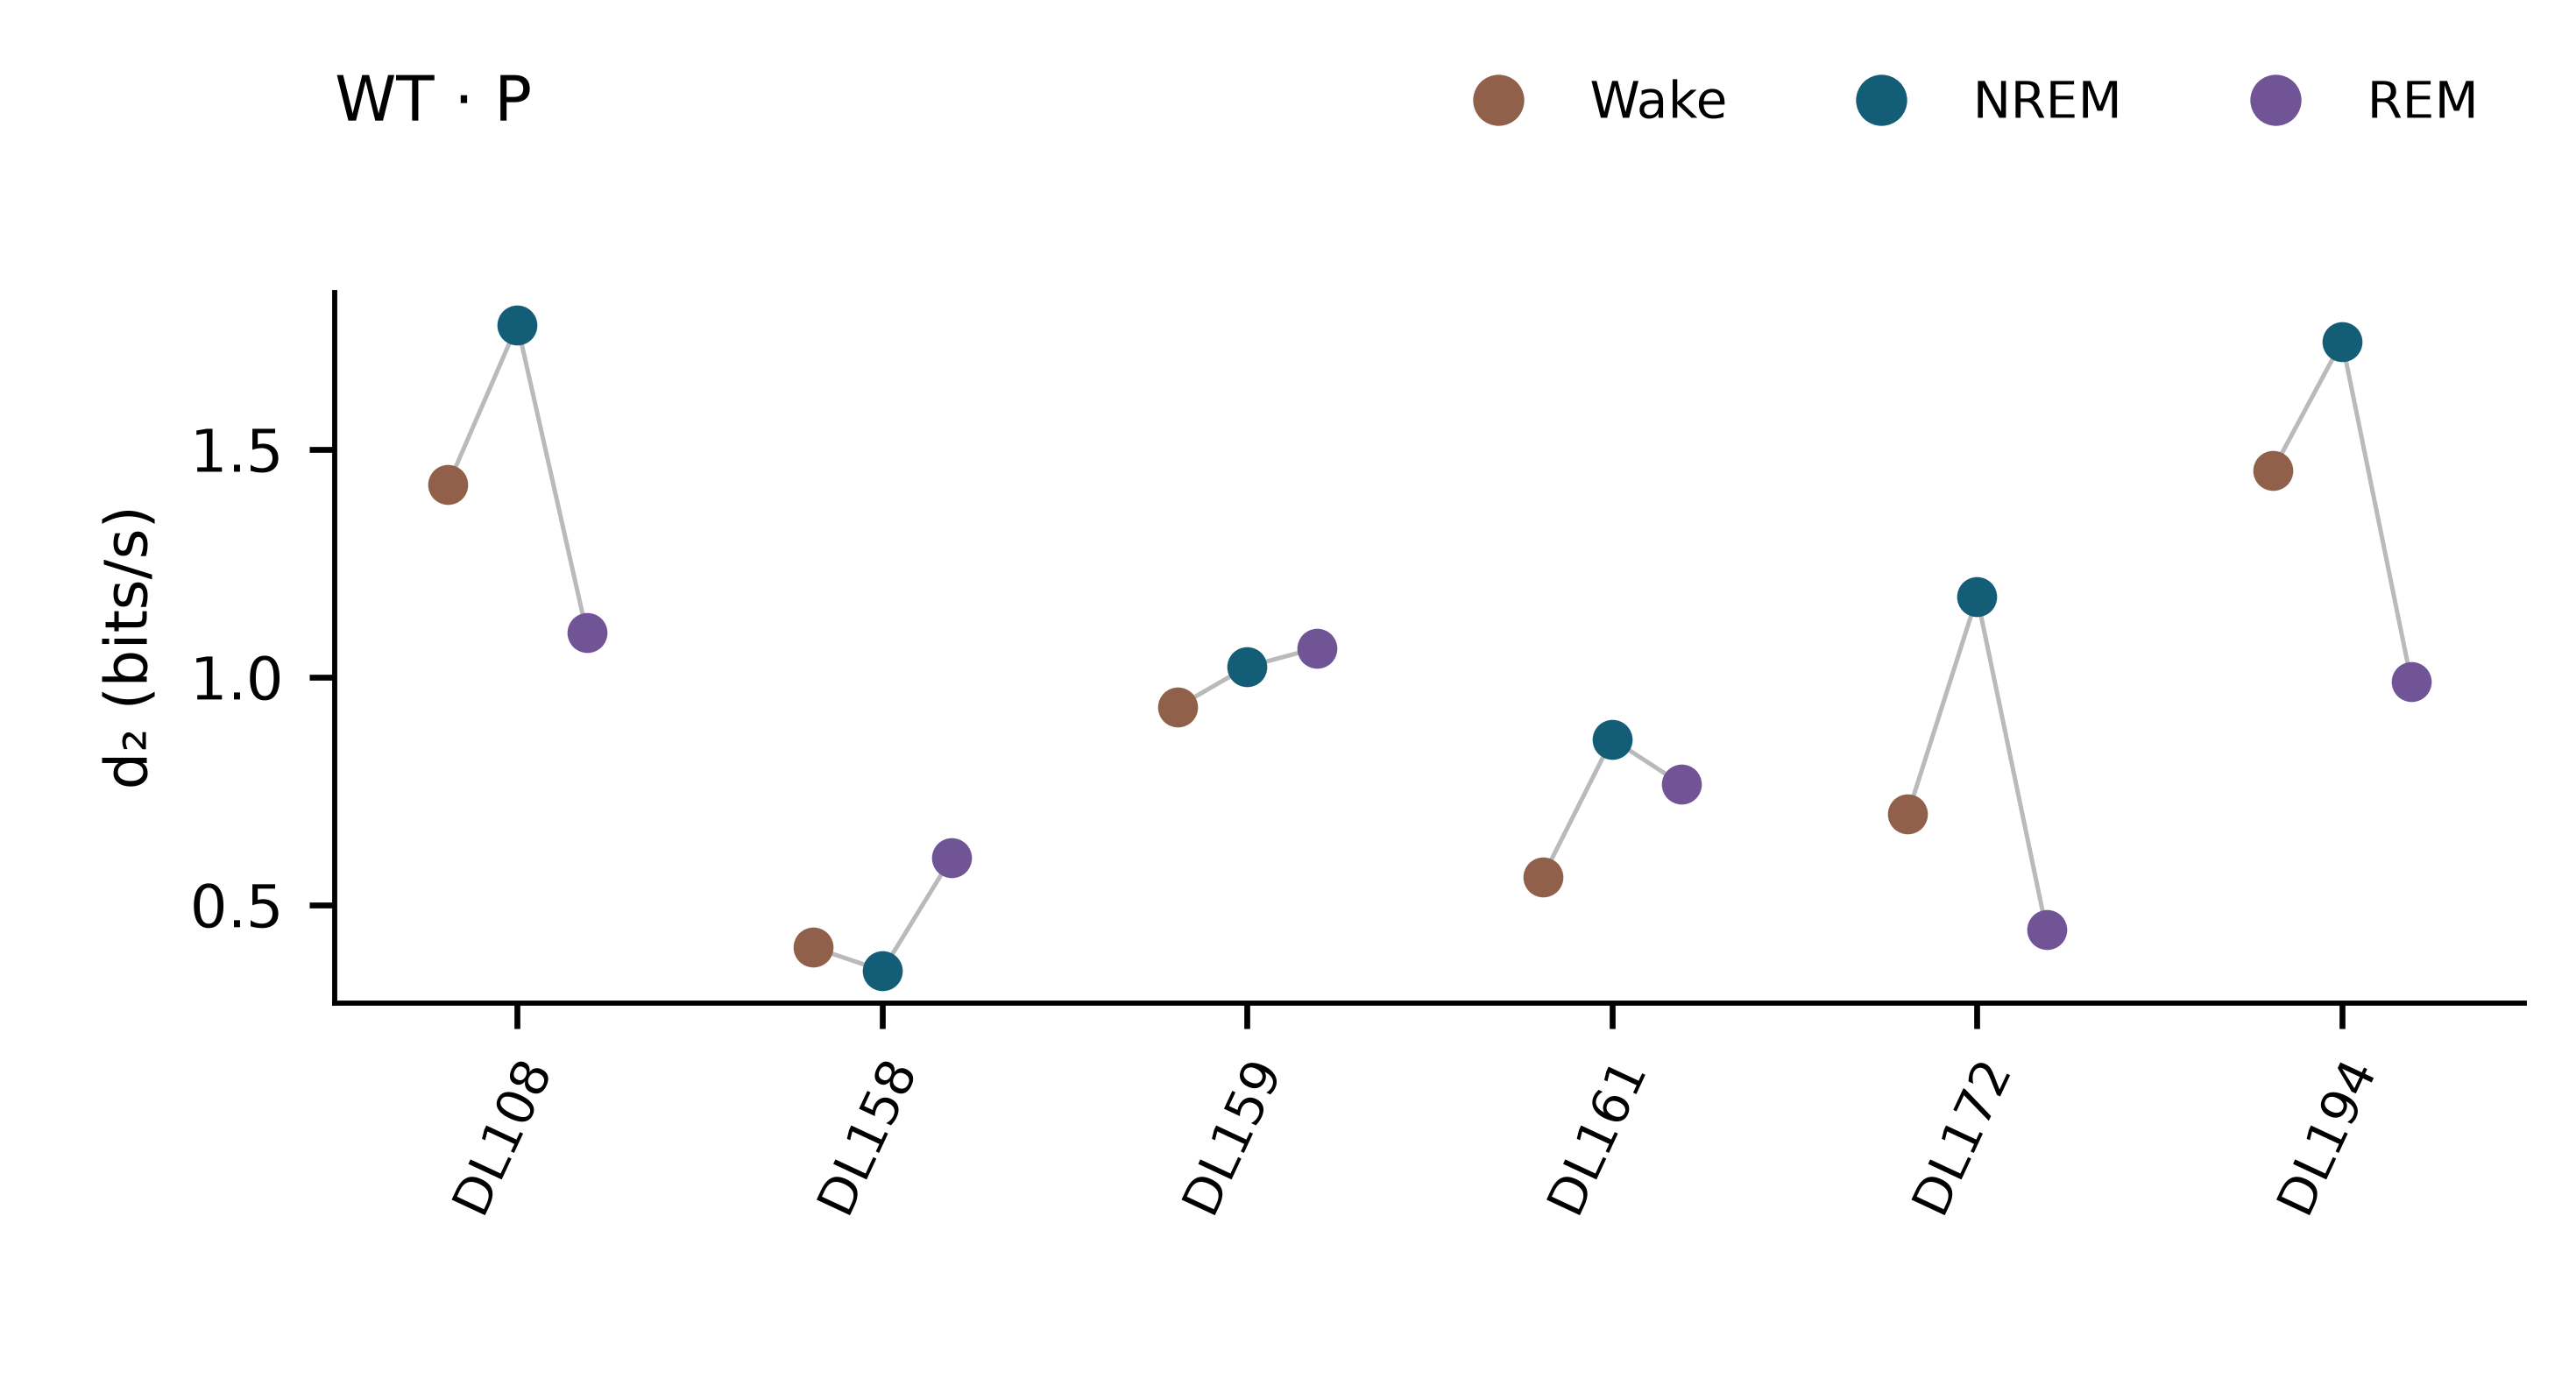 WT · P
Wake NREM REM
d₂ (bits/s)
1.5
1.0
0.5
DL108 DL158 DL159 DL161 DL172 DL194